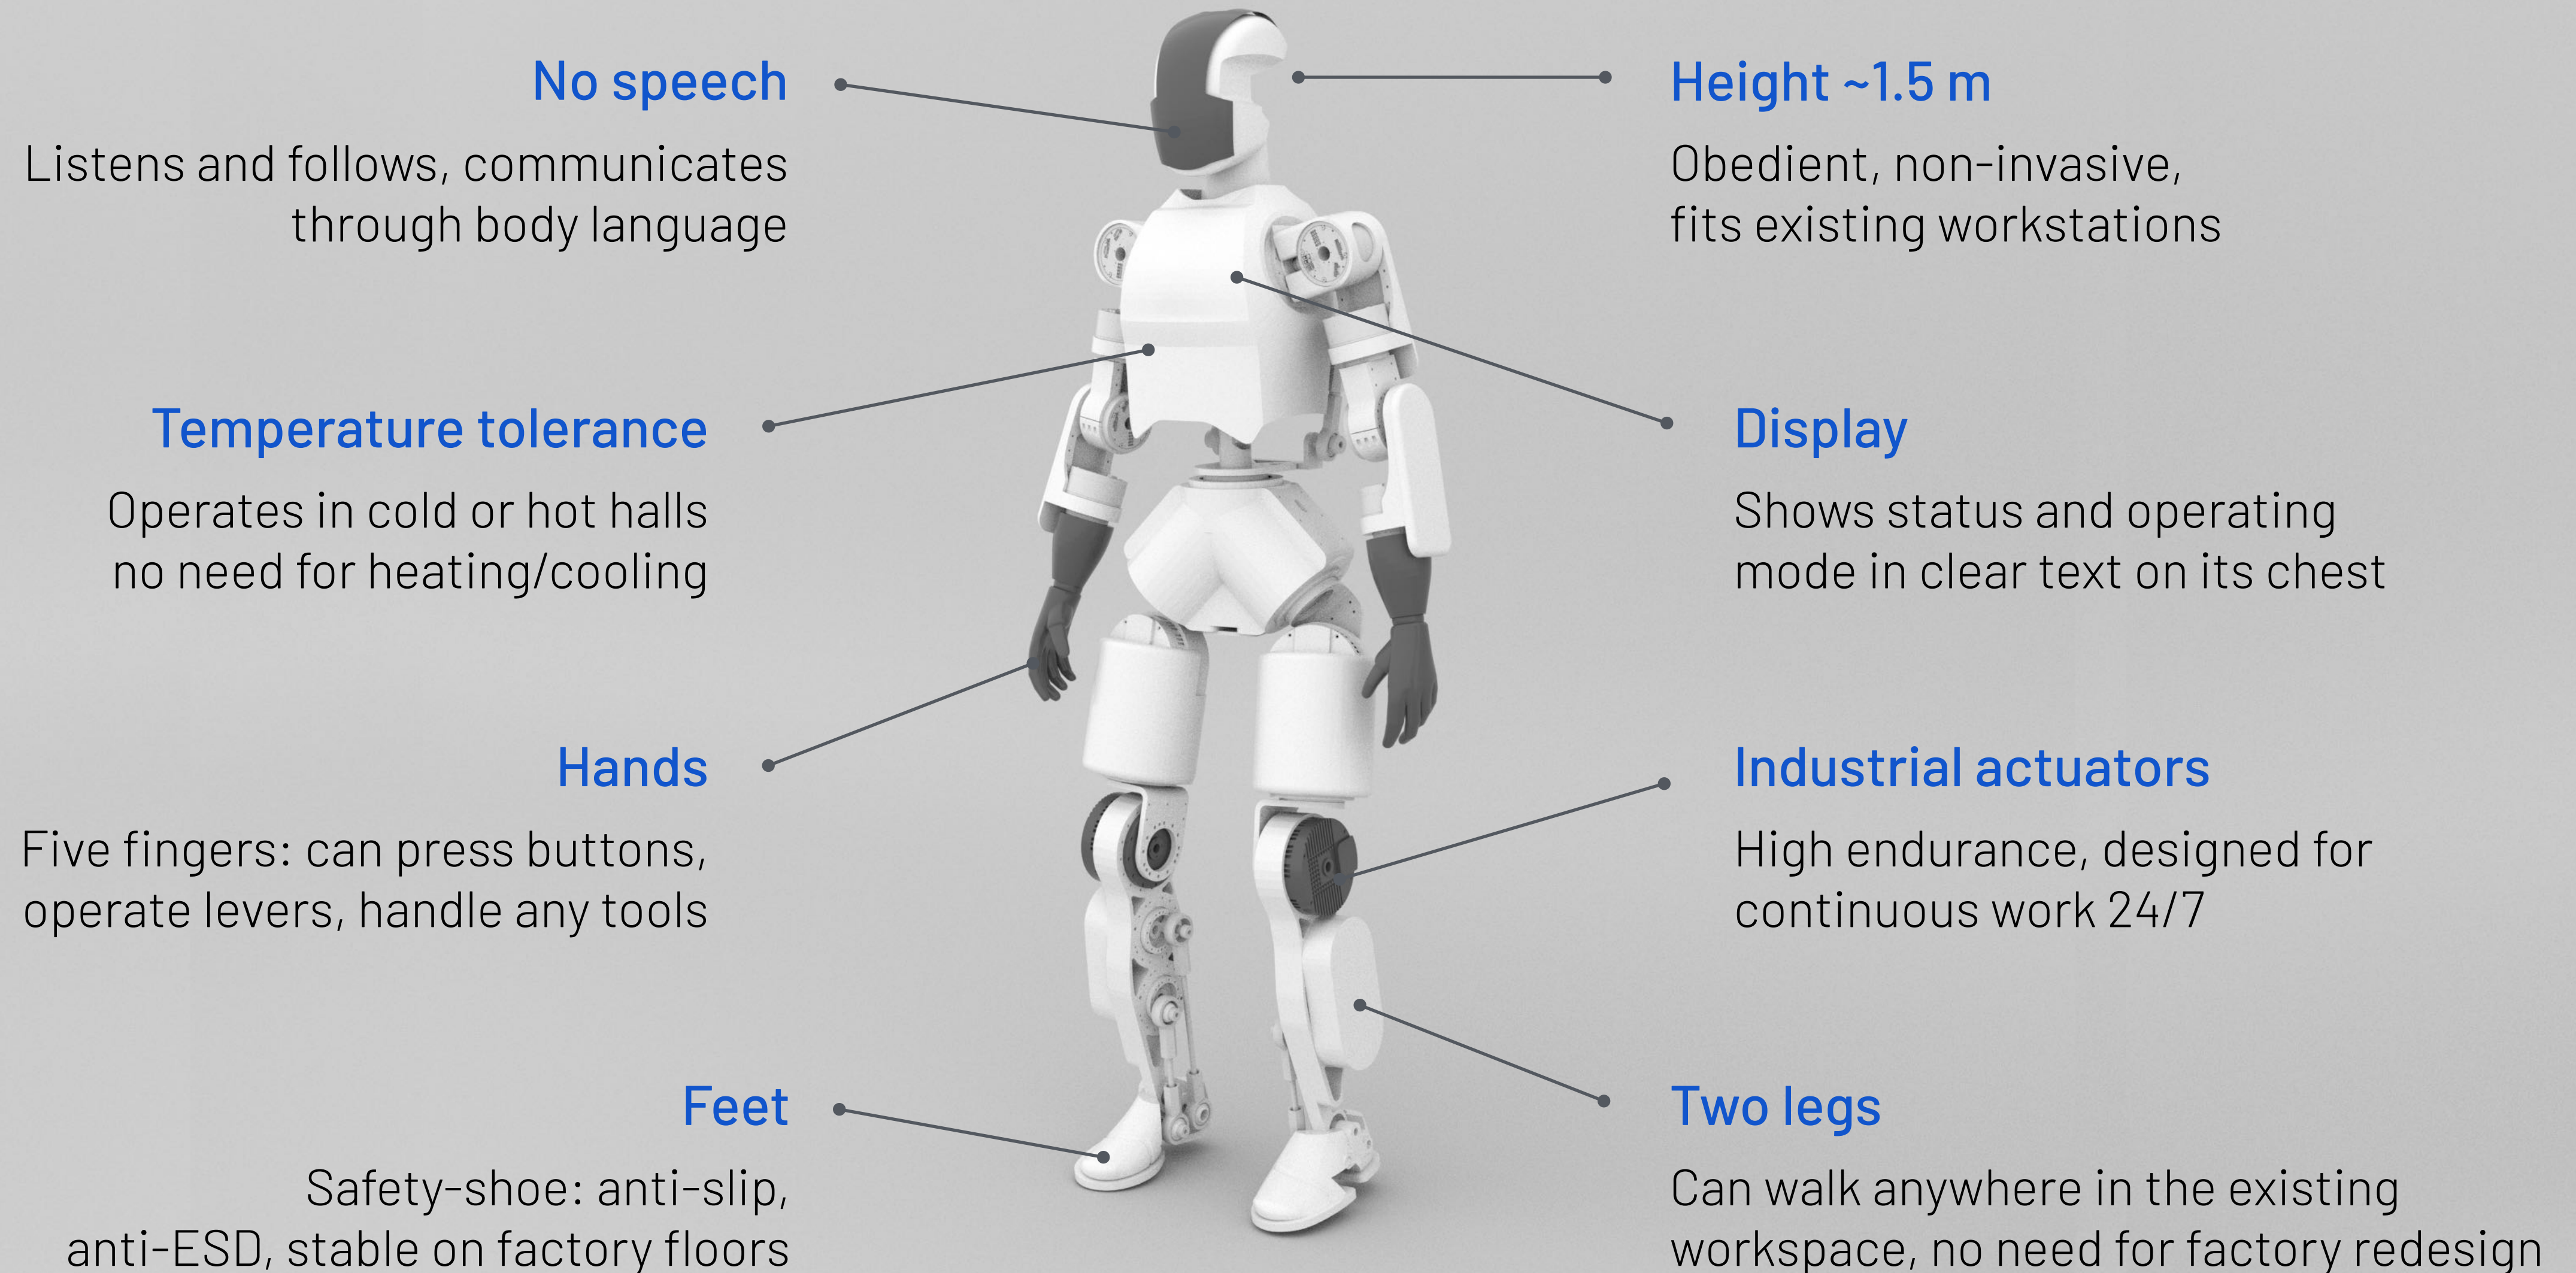 No speech
Listens and follows, communicates
through body language
Temperature tolerance
Operates in cold or hot halls
no need for heating/cooling
Hands
Five fingers: can press buttons,
operate levers, handle any tools
Feet
Safety-shoe: anti-slip,
anti-ESD, stable on factory floors
Height ~1.5 m
Obedient, non-invasive,
fits existing workstations
Display
Shows status and operating
mode in clear text on its chest
Industrial actuators
High endurance, designed for
continuous work 24/7
Two legs
Can walk anywhere in the existing
workspace, no need for factory redesign